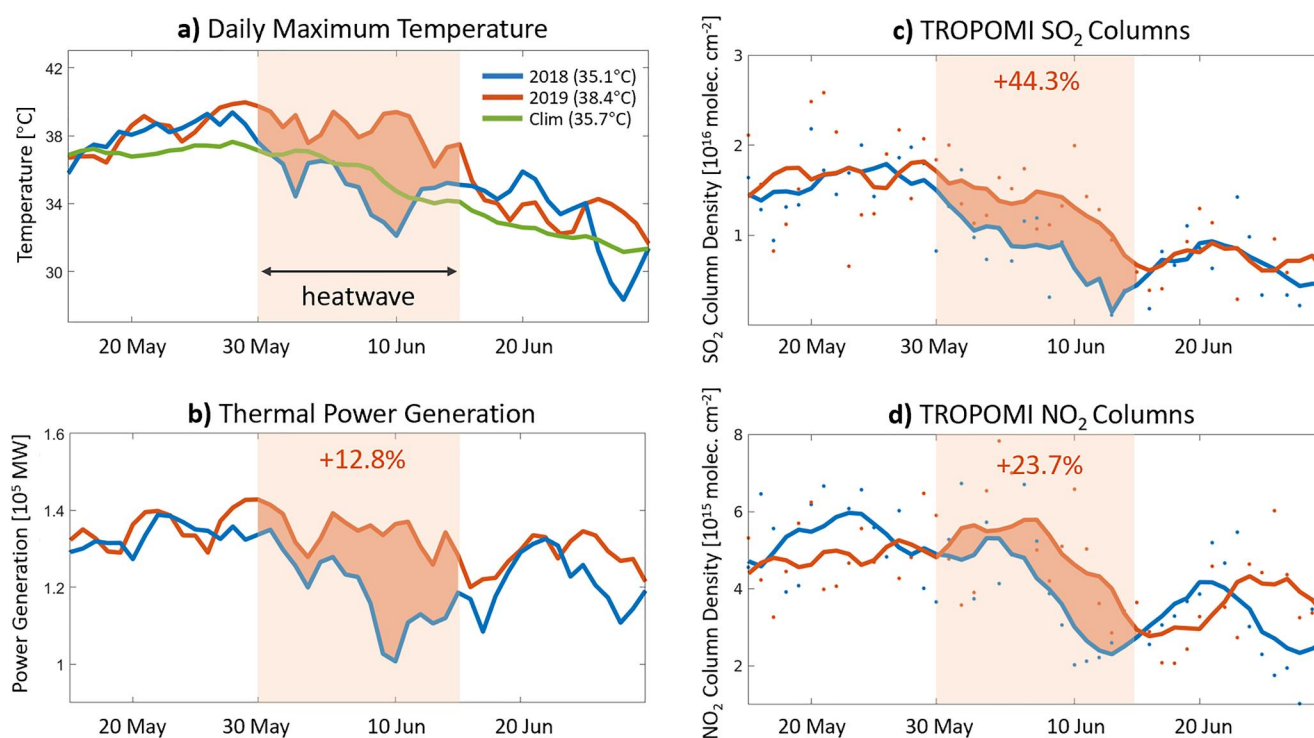 a) Daily Maximum Temperature
Temperature [°C]
42
38
34
30
2018 (35.1°C)
2019 (38.4°C)
Clim (35.7°C)
heatwave
20 May
30 May
10 Jun
20 Jun
c) TROPOMI SO₂ Columns
SO₂ Column Density [10¹⁶ molec. cm⁻²]
3
2
1
+44.3%
20 May
30 May
10 Jun
20 Jun
b) Thermal Power Generation
Power Generation [10⁵ MW]
1.6
1.4
1.2
1
+12.8%
20 May
30 May
10 Jun
20 Jun
d) TROPOMI NO₂ Columns
NO₂ Column Density [10¹⁵ molec. cm⁻²]
8
6
4
2
+23.7%
20 May
30 May
10 Jun
20 Jun